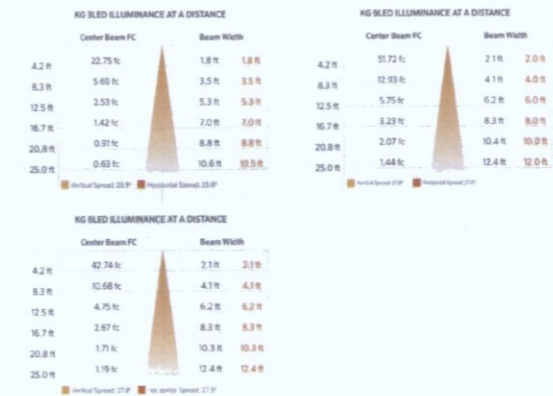 KG 3LED ILLUMINANCE AT A DISTANCE
Center Beam FC Beam Width
4.2 ft 22.75 fc 1.8 ft 1.8 ft
8.3 ft 5.69 fc 3.5 ft 3.5 ft
12.5 ft 2.53 fc 5.3 ft 5.3 ft
16.7 ft 1.42 fc 7.0 ft 7.0 ft
20.8 ft 0.91 fc 8.8 ft 8.8 ft
25.0 ft 0.63 fc 10.6 ft 10.5 ft
Vertical Spread: Horizontal Spread:
KG 9LED ILLUMINANCE AT A DISTANCE
Center Beam FC Beam Width
4.2 ft 51.72 fc 2.1 ft 2.0 ft
8.3 ft 12.93 fc 4.1 ft 4.0 ft
12.5 ft 5.75 fc 6.2 ft 6.0 ft
16.7 ft 3.23 fc 8.3 ft 8.0 ft
20.8 ft 2.07 fc 10.4 ft 10.0 ft
25.0 ft 1.44 fc 12.4 ft 12.0 ft
Vertical Spread: Horizontal Spread:
KG 6LED ILLUMINANCE AT A DISTANCE
Center Beam FC Beam Width
4.2 ft 42.74 fc 2.1 ft 2.1 ft
8.3 ft 10.68 fc 4.1 ft 4.1 ft
12.5 ft 4.75 fc 6.2 ft 6.2 ft
16.7 ft 2.67 fc 8.3 ft 8.3 ft
20.8 ft 1.71 fc 10.3 ft 10.3 ft
25.0 ft 1.19 fc 12.4 ft 12.4 ft
Vertical Spread: Horizontal Spread: